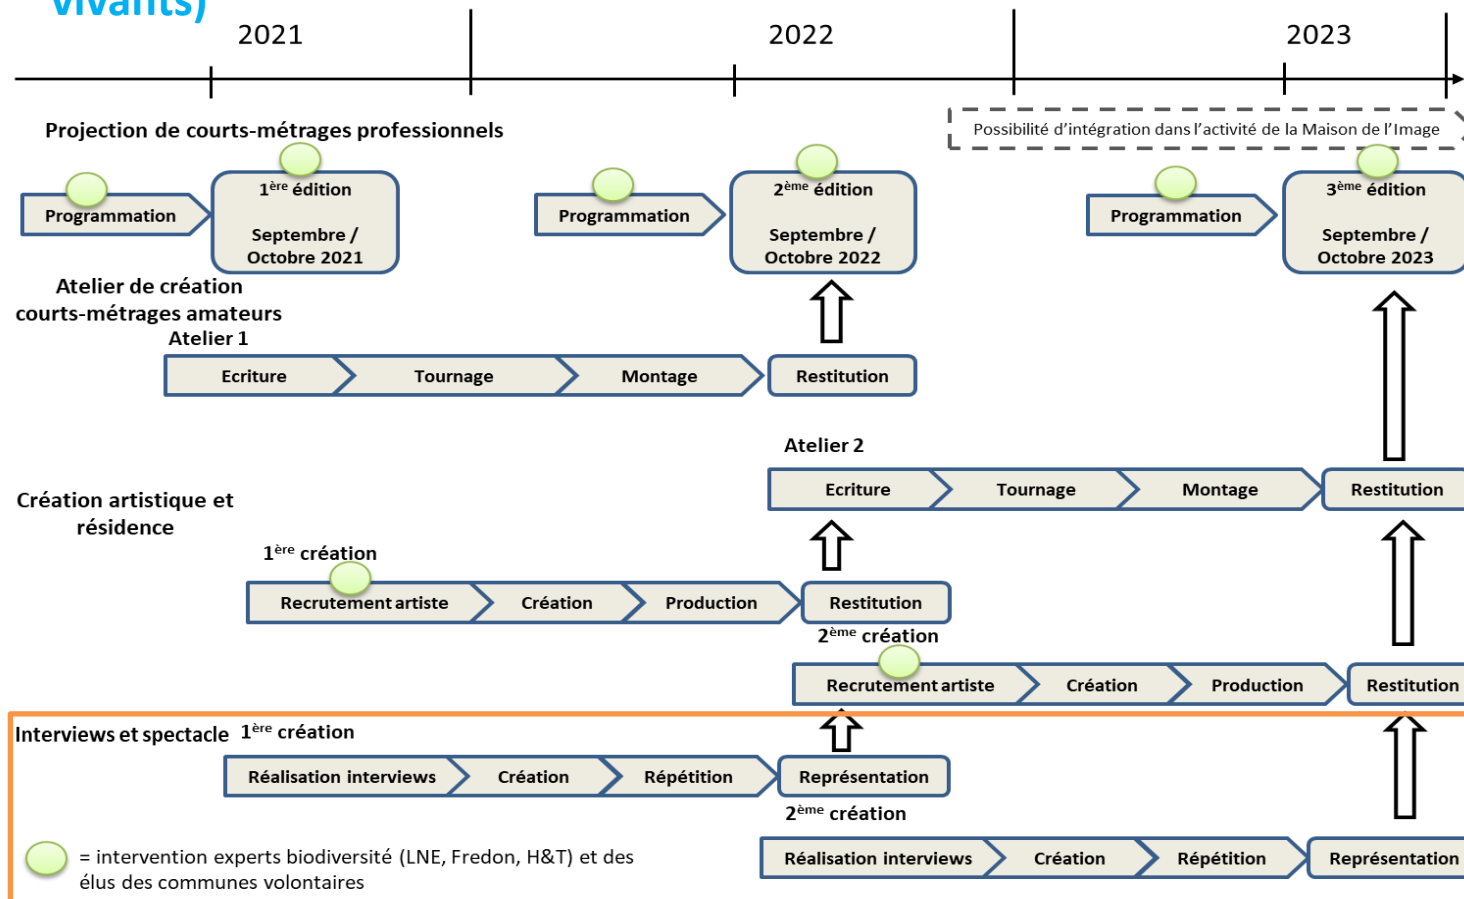 vivants)
2021
2022
2023
Projection de courts-métrages professionnels
Possibilité d'intégration dans l'activité de la Maison de l'Image
Programmation
1ère édition
Septembre /
Octobre 2021
Programmation
2ème édition
Septembre /
Octobre 2022
Programmation
3ème édition
Septembre /
Octobre 2023
Atelier de création
courts-métrages amateurs
Atelier 1
Ecriture
Tournage
Montage
Restitution
Atelier 2
Ecriture
Tournage
Montage
Restitution
Création artistique et
résidence
1ère création
Recrutement artiste
Création
Production
Restitution
2ème création
Recrutement artiste
Création
Production
Restitution
Interviews et spectacle
1ère création
Réalisation interviews
Création
Répétition
Représentation
2ème création
Réalisation interviews
Création
Répétition
Représentation
= intervention experts biodiversité (LNE, Fredon, H&T) et des
élus des communes volontaires